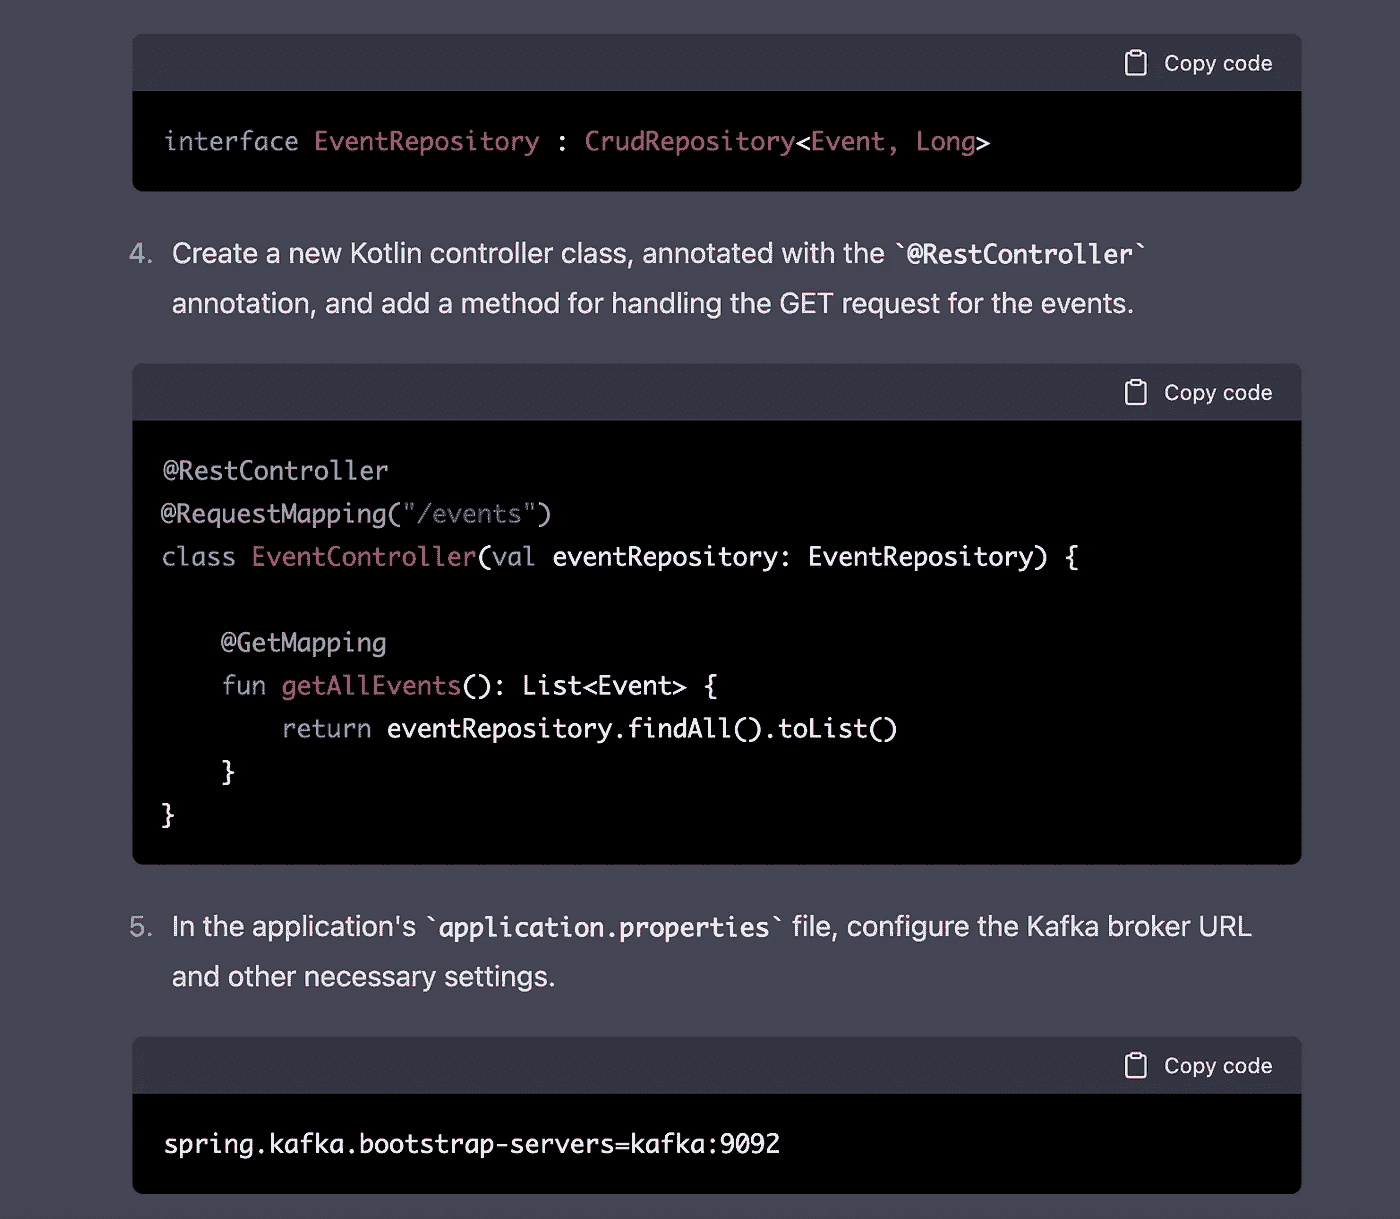 Copy code
interface EventRepository : CrudRepository<Event, Long>
4. Create a new Kotlin controller class, annotated with the `@RestController`
annotation, and add a method for handling the GET request for the events.
Copy code
@RestController
@RequestMapping("/events")
class EventController(val eventRepository: EventRepository) {
    @GetMapping
    fun getAllEvents(): List<Event> {
        return eventRepository.findAll().toList()
    }
}
5. In the application's `application.properties` file, configure the Kafka broker URL
and other necessary settings.
Copy code
spring.kafka.bootstrap-servers=kafka:9092